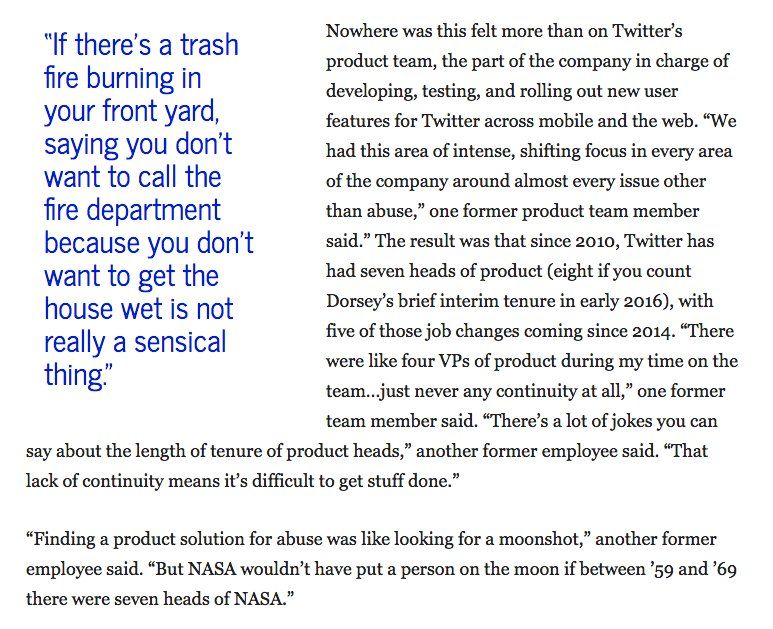 “If there’s a trash
fire burning in
your front yard,
saying you don’t
want to call the
fire department
because you don’t
want to get the
house wet is not
really a sensical
thing.”
Nowhere was this felt more than on Twitter’s
product team, the part of the company in charge of
developing, testing, and rolling out new user
features for Twitter across mobile and the web. “We
had this area of intense, shifting focus in every area
of the company around almost every issue other
than abuse,” one former product team member
said.” The result was that since 2010, Twitter has
had seven heads of product (eight if you count
Dorsey’s brief interim tenure in early 2016), with
five of those job changes coming since 2014. “There
were like four VPs of product during my time on the
team...just never any continuity at all,” one former
team member said. “There’s a lot of jokes you can
say about the length of tenure of product heads,” another former employee said. “That
lack of continuity means it’s difficult to get stuff done.”
“Finding a product solution for abuse was like looking for a moonshot,” another former
employee said. “But NASA wouldn’t have put a person on the moon if between ’59 and ’69
there were seven heads of NASA.”